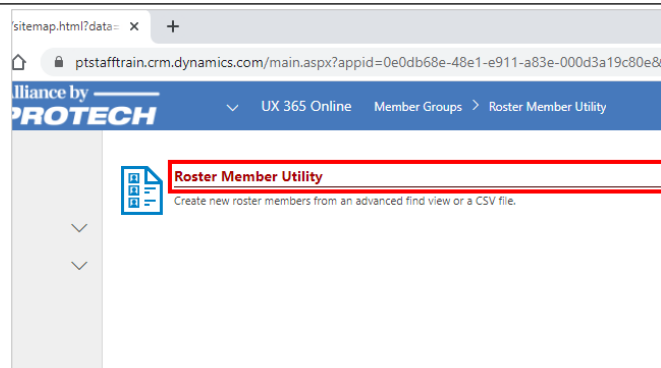 /sitemap.html?data= × +
ptstafftrain.crm.dynamics.com/main.aspx?appid=0e0db68e-48e1-e911-a83e-000d3a19c80e&
lliance by
PROTECH
UX 365 Online Member Groups > Roster Member Utility
Roster Member Utility
Create new roster members from an advanced find view or a CSV file.